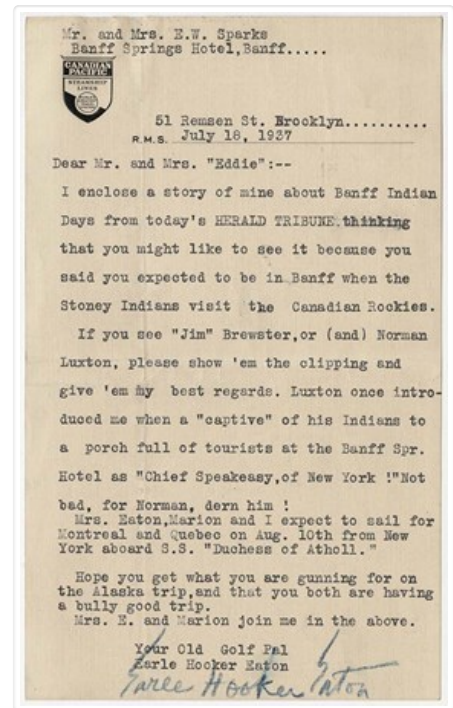 Mr. and Mrs. E.W. Sparks
Banff Springs Hotel,Banff.....
CANADIAN
PACIFIC
STEAMSHIP
LINES
51 Remsen St. Brooklyn..........
R.M.S. July 18, 1937
Dear Mr. and Mrs. "Eddie":--
I enclose a story of mine about Banff Indian
Days from today's HERALD TRIBUNE thinking
that you might like to see it because you
said you expected to be in Banff when the
Stoney Indians visit the Canadian Rockies.
If you see "Jim" Brewster,or (and) Norman
Luxton, please show 'em the clipping and
give 'em my best regards. Luxton once intro-
duced me when a "captive" of his Indians to
a porch full of tourists at the Banff Spr.
Hotel as "Chief Speakeasy,of New York !"Not
bad, for Norman, dern him !
Mrs. Eaton,Marion and I expect to sail for
Montreal and Quebec on Aug. 10th from New
York aboard S.S. "Duchess of Atholl."
Hope you get what you are gunning for on
the Alaska trip,and that you both are having
a bully good trip.
Mrs. E. and Marion join me in the above.
Your Old Golf Pal
Earle Hooker Eaton
Earle Hooker Eaton